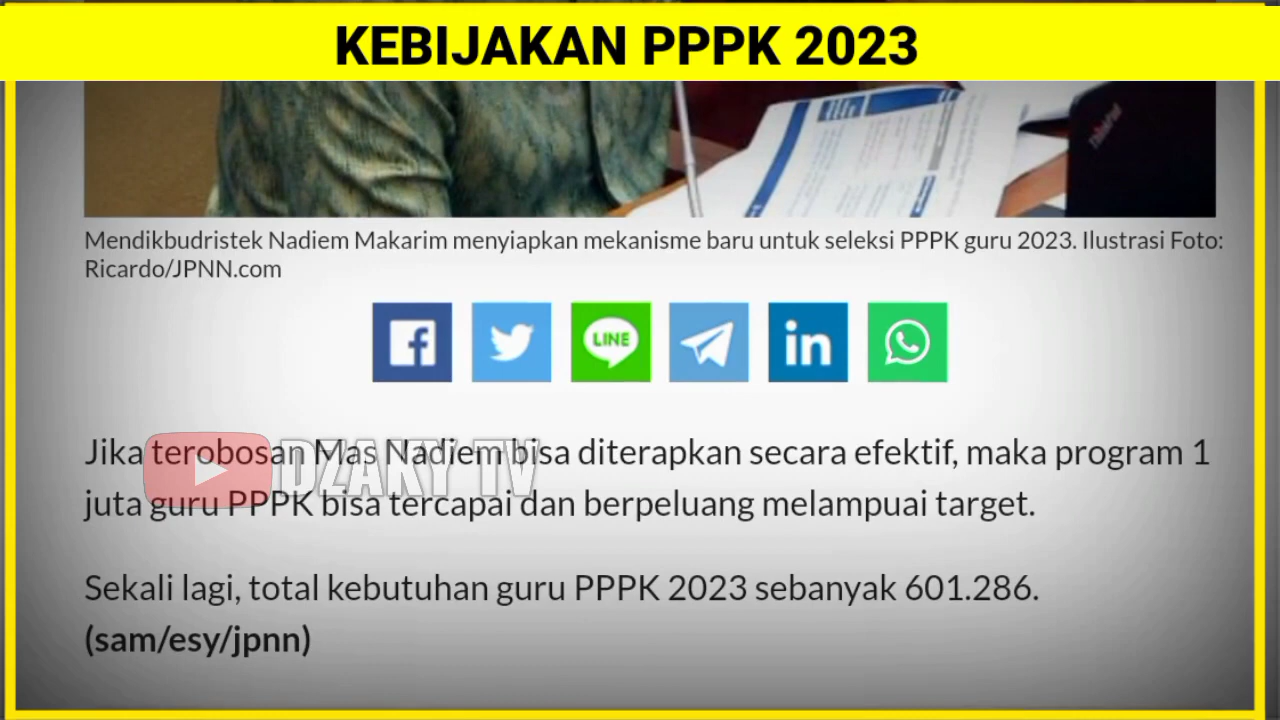 KEBIJAKAN PPPK 2023
Mendikbudristek Nadiem Makarim menyiapkan mekanisme baru untuk seleksi PPPK guru 2023. Ilustrasi Foto:
Ricardo/JPNN.com
LINE
Jika terobosan Mas Nadiem bisa diterapkan secara efektif, maka program 1
DZAKY TV
juta guru PPPK bisa tercapai dan berpeluang melampuai target.
Sekali lagi, total kebutuhan guru PPPK 2023 sebanyak 601.286.
(sam/esy/jpnn)